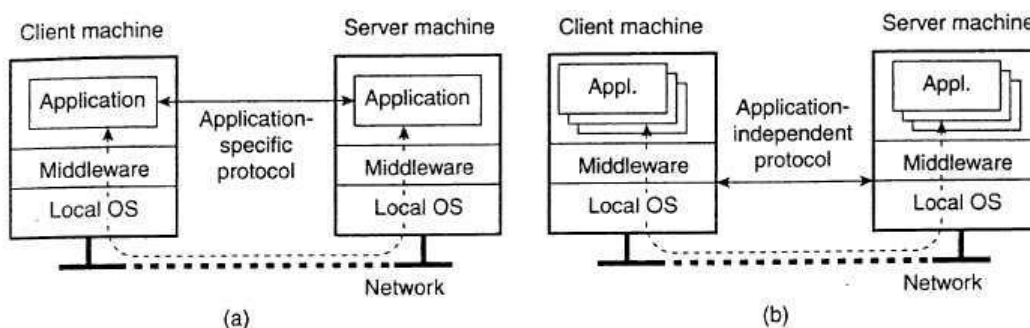 Client machine
Server machine
Application
Application
Application-
specific
protocol
Middleware
Middleware
Local OS
Local OS
Network
(a)
Client machine
Server machine
Appl.
Appl.
Application-
independent
protocol
Middleware
Middleware
Local OS
Local OS
Network
(b)